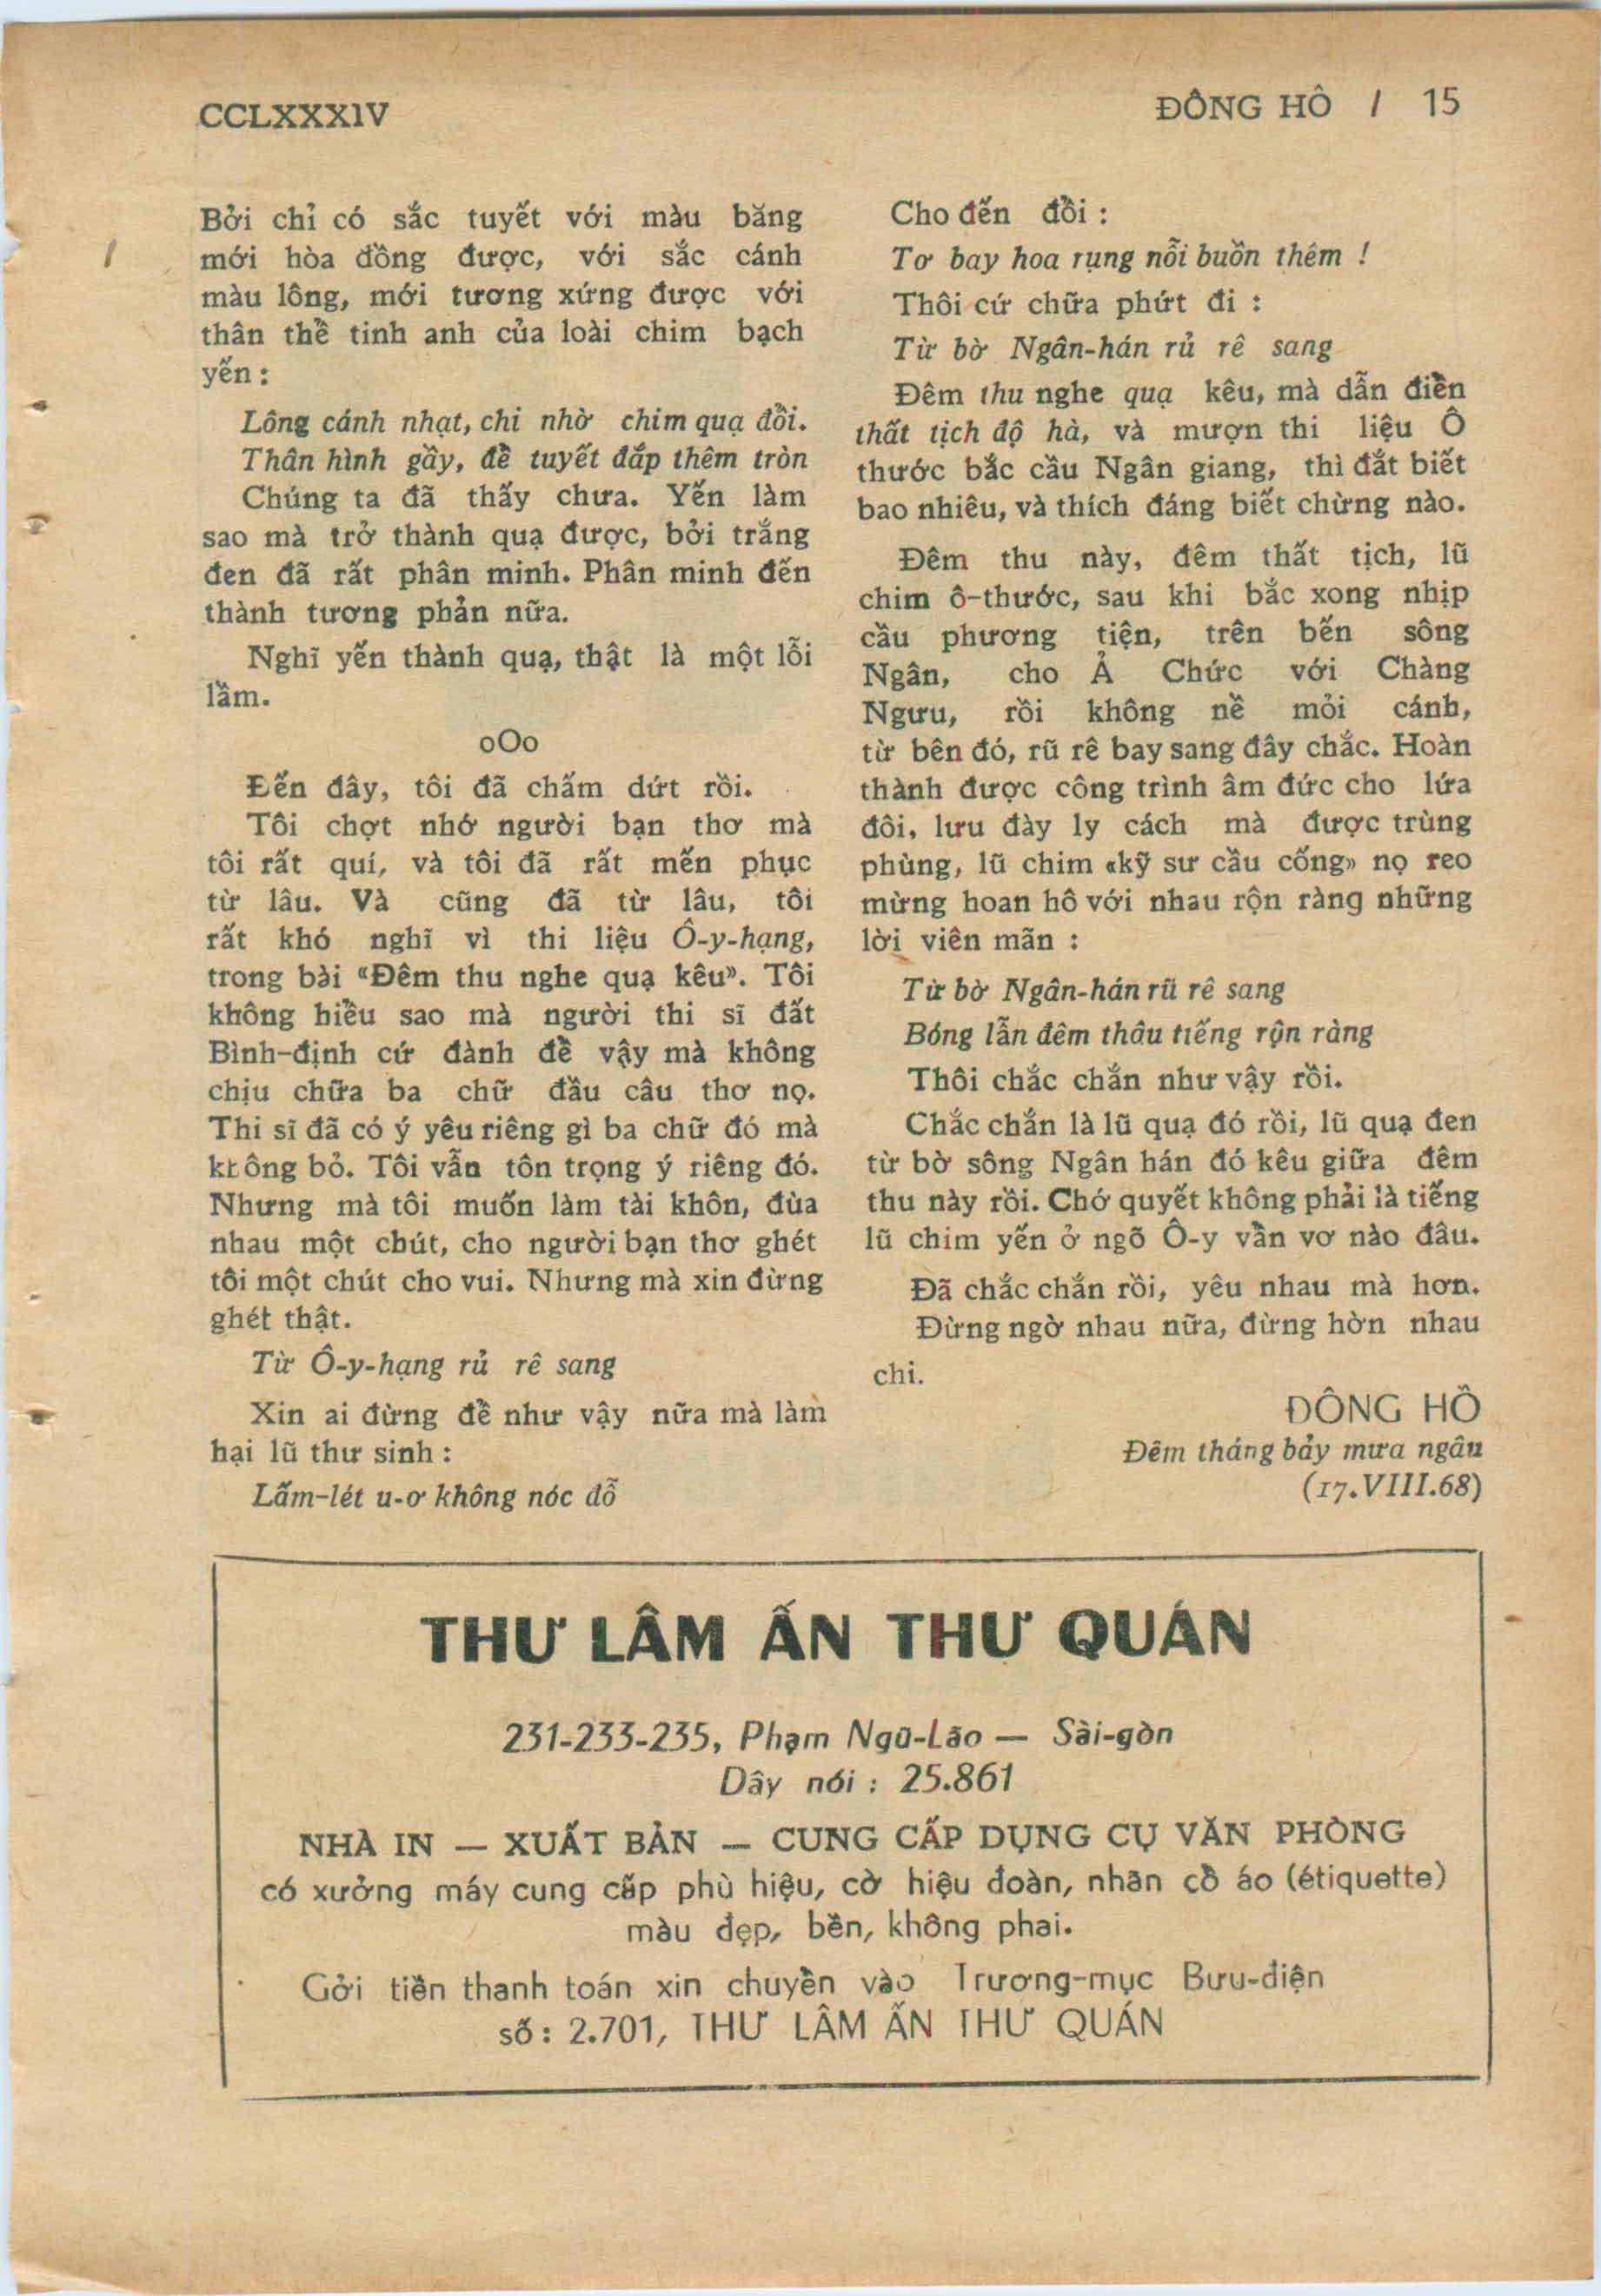 CCLXXXIV
ĐÔNG HÔ / 15
Bởi chỉ có sắc tuyết với màu băng
mới hòa đồng được, với sắc cánh
màu lông, mới tương xứng được với
thân thể tinh anh của loài chim bạch
yến :
Lông cánh nhạt, chi nhờ chim quạ đổi.
Thân hình gầy, để tuyết đắp thêm tròn
Chúng ta đã thấy chưa. Yến làm
sao mà trở thành quạ được, bởi trắng
đen đã rất phân minh. Phân minh đến
thành tương phản nữa.
Nghĩ yến thành quạ, thật là một lỗi
lầm.
oOo
Đến đây, tôi đã chấm dứt rồi.
Tôi chợt nhớ người bạn thơ mà
tôi rất quí, và tôi đã rất mến phục
từ lâu. Và cũng đã từ lâu, tôi
rất khó nghĩ vì thi liệu Ô-y-hạng,
trong bài «Đêm thu nghe quạ kêu». Tôi
không hiểu sao mà người thi sĩ đất
Bình-định cứ đành để vậy mà không
chịu chữa ba chữ đầu câu thơ nọ.
Thi sĩ đã có ý yêu riêng gì ba chữ đó mà
không bỏ. Tôi vẫn tôn trọng ý riêng đó.
Nhưng mà tôi muốn làm tài khôn, đùa
nhau một chút, cho người bạn thơ ghét
tôi một chút cho vui. Nhưng mà xin đừng
ghét thật.
Từ Ô-y-hạng rủ rê sang
Xin ai đừng để như vậy nữa mà làm
hại lũ thư sinh :
Lấm-lét u-ơ không nóc đỗ
Cho đến đổi :
Tơ bay hoa rụng nỗi buồn thêm !
Thôi cứ chữa phứt đi :
Từ bờ Ngân-hán rủ rê sang
Đêm thu nghe quạ kêu, mà dẫn điển
thất tịch độ hà, và mượn thi liệu Ô
thước bắc cầu Ngân giang, thì đắt biết
bao nhiêu, và thích đáng biết chừng nào.
Đêm thu này, đêm thất tịch, lũ
chim ô-thước, sau khi bắc xong nhịp
cầu phương tiện, trên bến sông
Ngân, cho Ả Chức với Chàng
Ngưu, rồi không nề mỏi cánh,
từ bên đó, rũ rê bay sang đây chắc. Hoàn
thành được công trình âm đức cho lứa
đôi, lưu đày ly cách mà được trùng
phùng, lũ chim «kỹ sư cầu cống» nọ reo
mừng hoan hô với nhau rộn ràng những
lời viên mãn :
Từ bờ Ngân-hán rũ rê sang
Bóng lẫn đêm thâu tiếng rộn ràng
Thôi chắc chắn như vậy rồi.
Chắc chắn là lũ quạ đó rồi, lũ quạ đen
từ bờ sông Ngân hán đó kêu giữa đêm
thu này rồi. Chớ quyết không phải là tiếng
lũ chim yến ở ngõ Ô-y vẩn vơ nào đâu.
Đã chắc chắn rồi, yêu nhau mà hơn.
Đừng ngờ nhau nữa, đừng hờn nhau
chi.
ĐÔNG HỒ
Đêm tháng bảy mưa ngâu
(17.VIII.68)
THƯ LÂM ẤN THƯ QUÁN
231-233-235, Phạm Ngũ-Lão — Sài-gòn
Dây nói : 25.861
NHÀ IN — XUẤT BẢN — CUNG CẤP DỤNG CỤ VĂN PHÒNG
có xưởng máy cung cấp phù hiệu, cờ hiệu đoàn, nhãn cổ áo (étiquette)
màu đẹp, bền, không phai.
Gởi tiền thanh toán xin chuyển vào Trương-mục Bưu-điện
số : 2.701, THƯ LÂM ẤN THƯ QUÁN